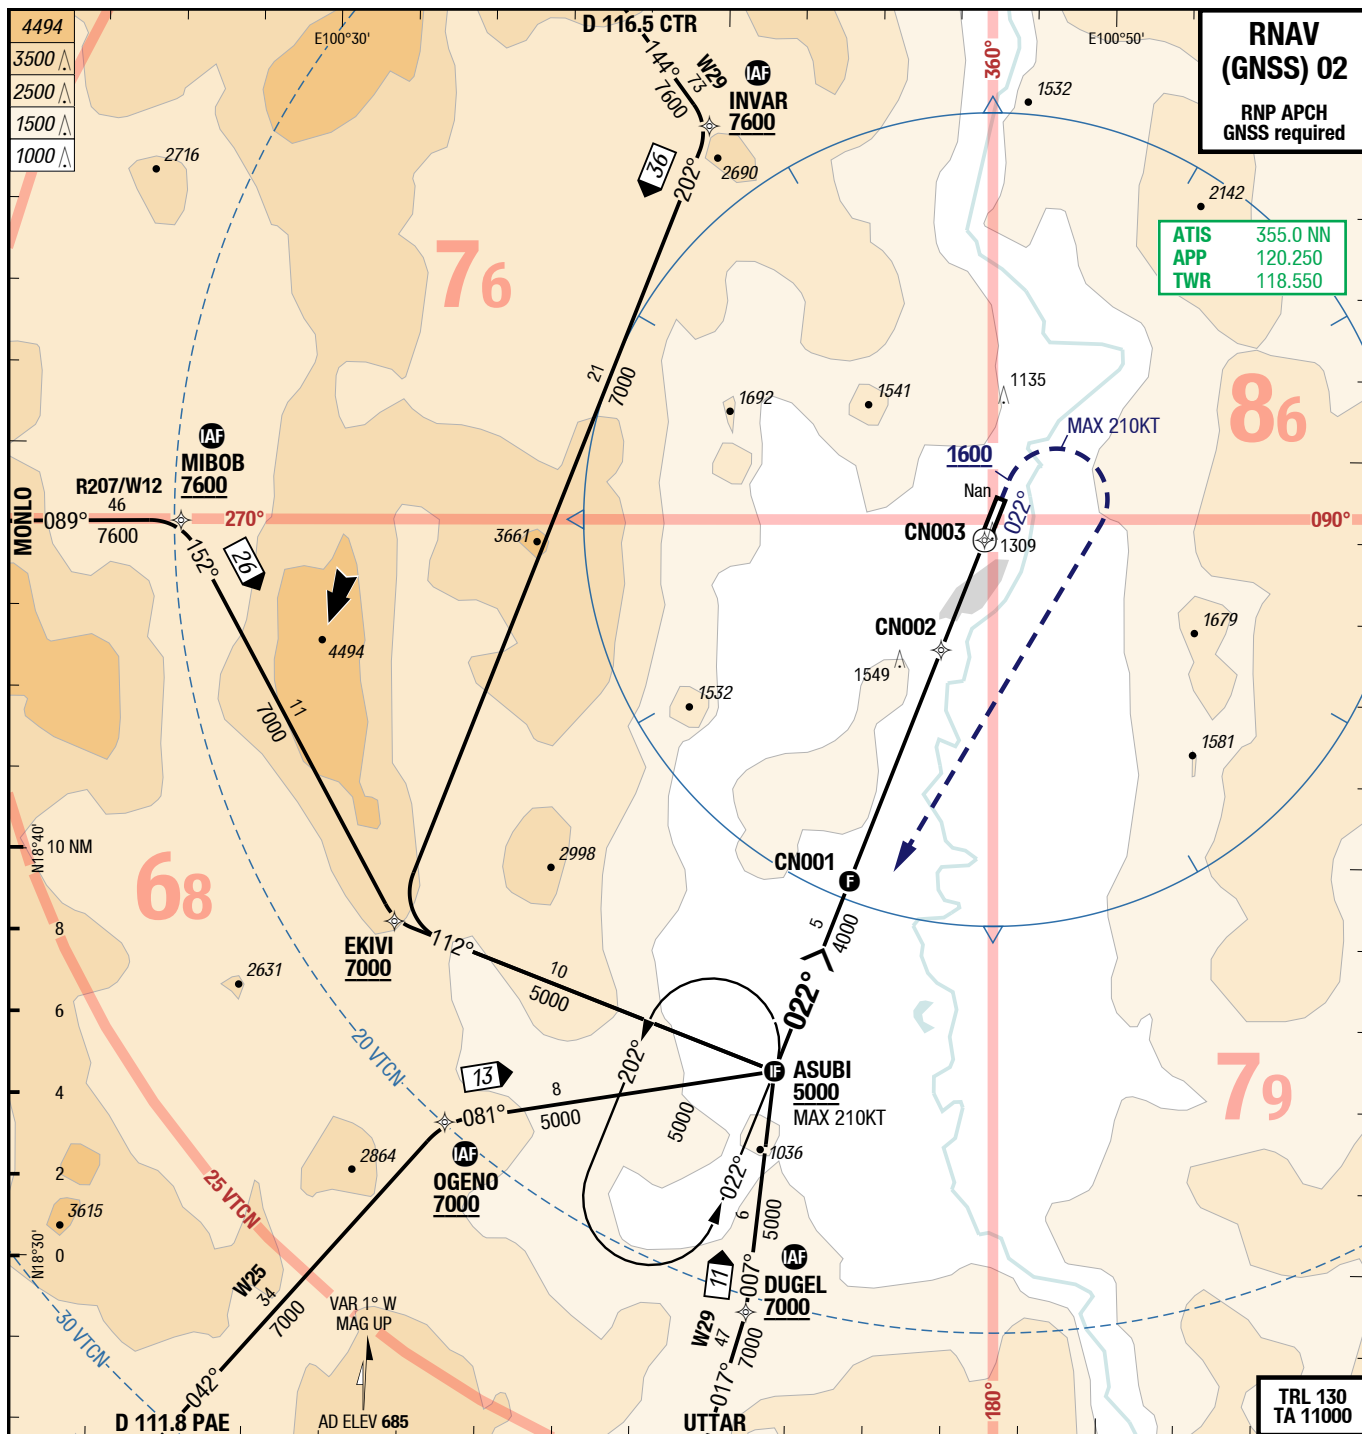 4494
3500
2500
1500
1000
E100°30'
D 116.5 CTR
E100°50'
360°
RNAV
(GNSS) 02
RNP APCH
GNSS required
144°
W29
73
7600
IAF
INVAR
7600
1532
2716
36
202°
2690
2142
ATIS 355.0 NN
APP 120.250
TWR 118.550
76
21
7000
1692
1541
1135
86
MAX 210KT
IAF
MIBOB
7600
1600
R207/W12
46
7600
MONLO
089°
270°
Nan
022°
CN003
1309
090°
152°
26
3661
4494
CN002
1549
1679
11
7000
1532
1581
N18°40'
10 NM
68
2998
CN001
F
8
EKIVI
7000
112°
5
4000
10
5000
2631
022°
6
20 VTCN
202°
13
8
5000
081°
IF
ASUBI
5000
MAX 210KT
79
4
5000
1036
2864
IAF
OGENO
7000
022°
2
25 VTCN
3615
6
5000
N18°30'
0
W25
34
7000
11
007°
IAF
DUGEL
7000
VAR 1° W
MAG UP
30 VTCN
W29
47
7000
042°
017°
180°
D 111.8 PAE
AD ELEV 685
UTTAR
TRL 130
TA 11000